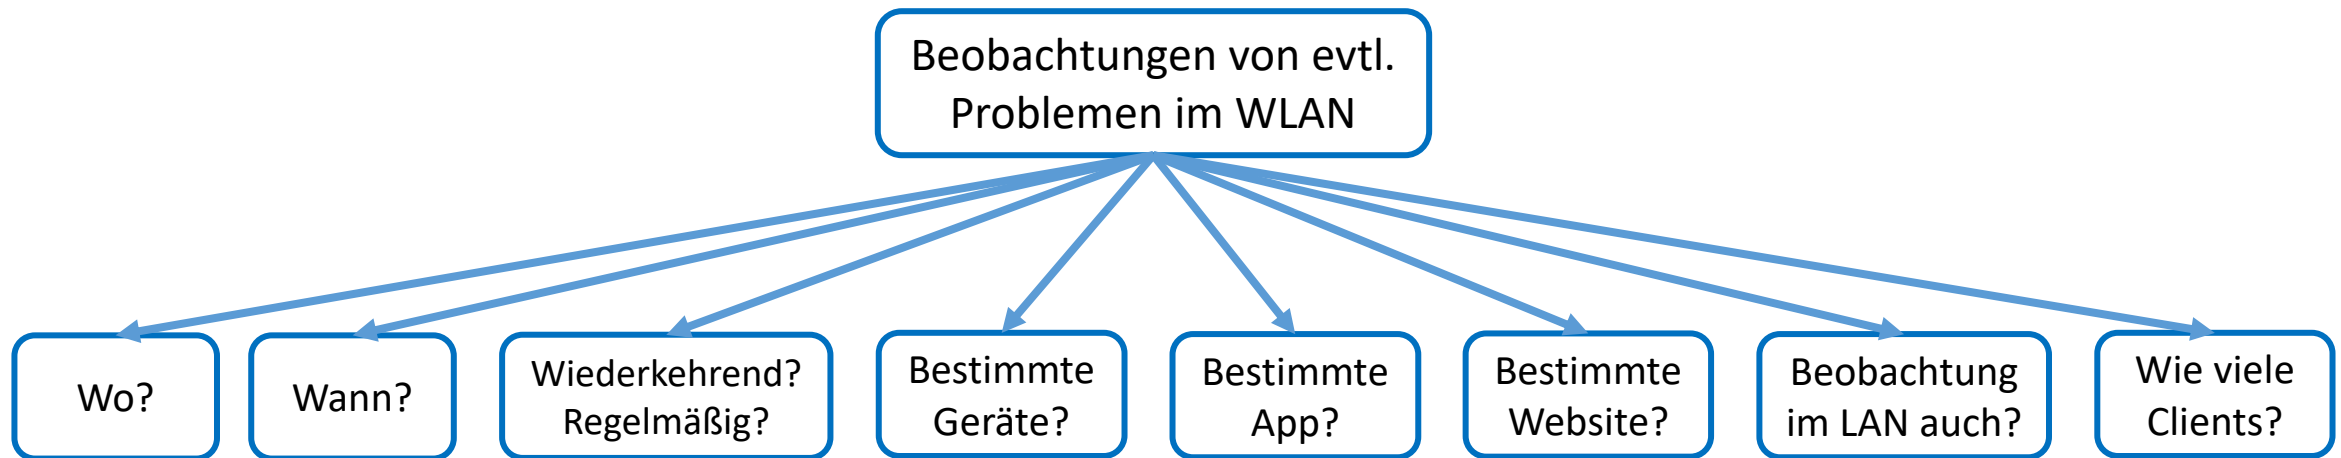 Beobachtungen von evtl.
Problemen im WLAN
Wo?
Wann?
Wiederkehrend?
Regelmäßig?
Bestimmte
Geräte?
Bestimmte
App?
Bestimmte
Website?
Beobachtung
im LAN auch?
Wie viele
Clients?